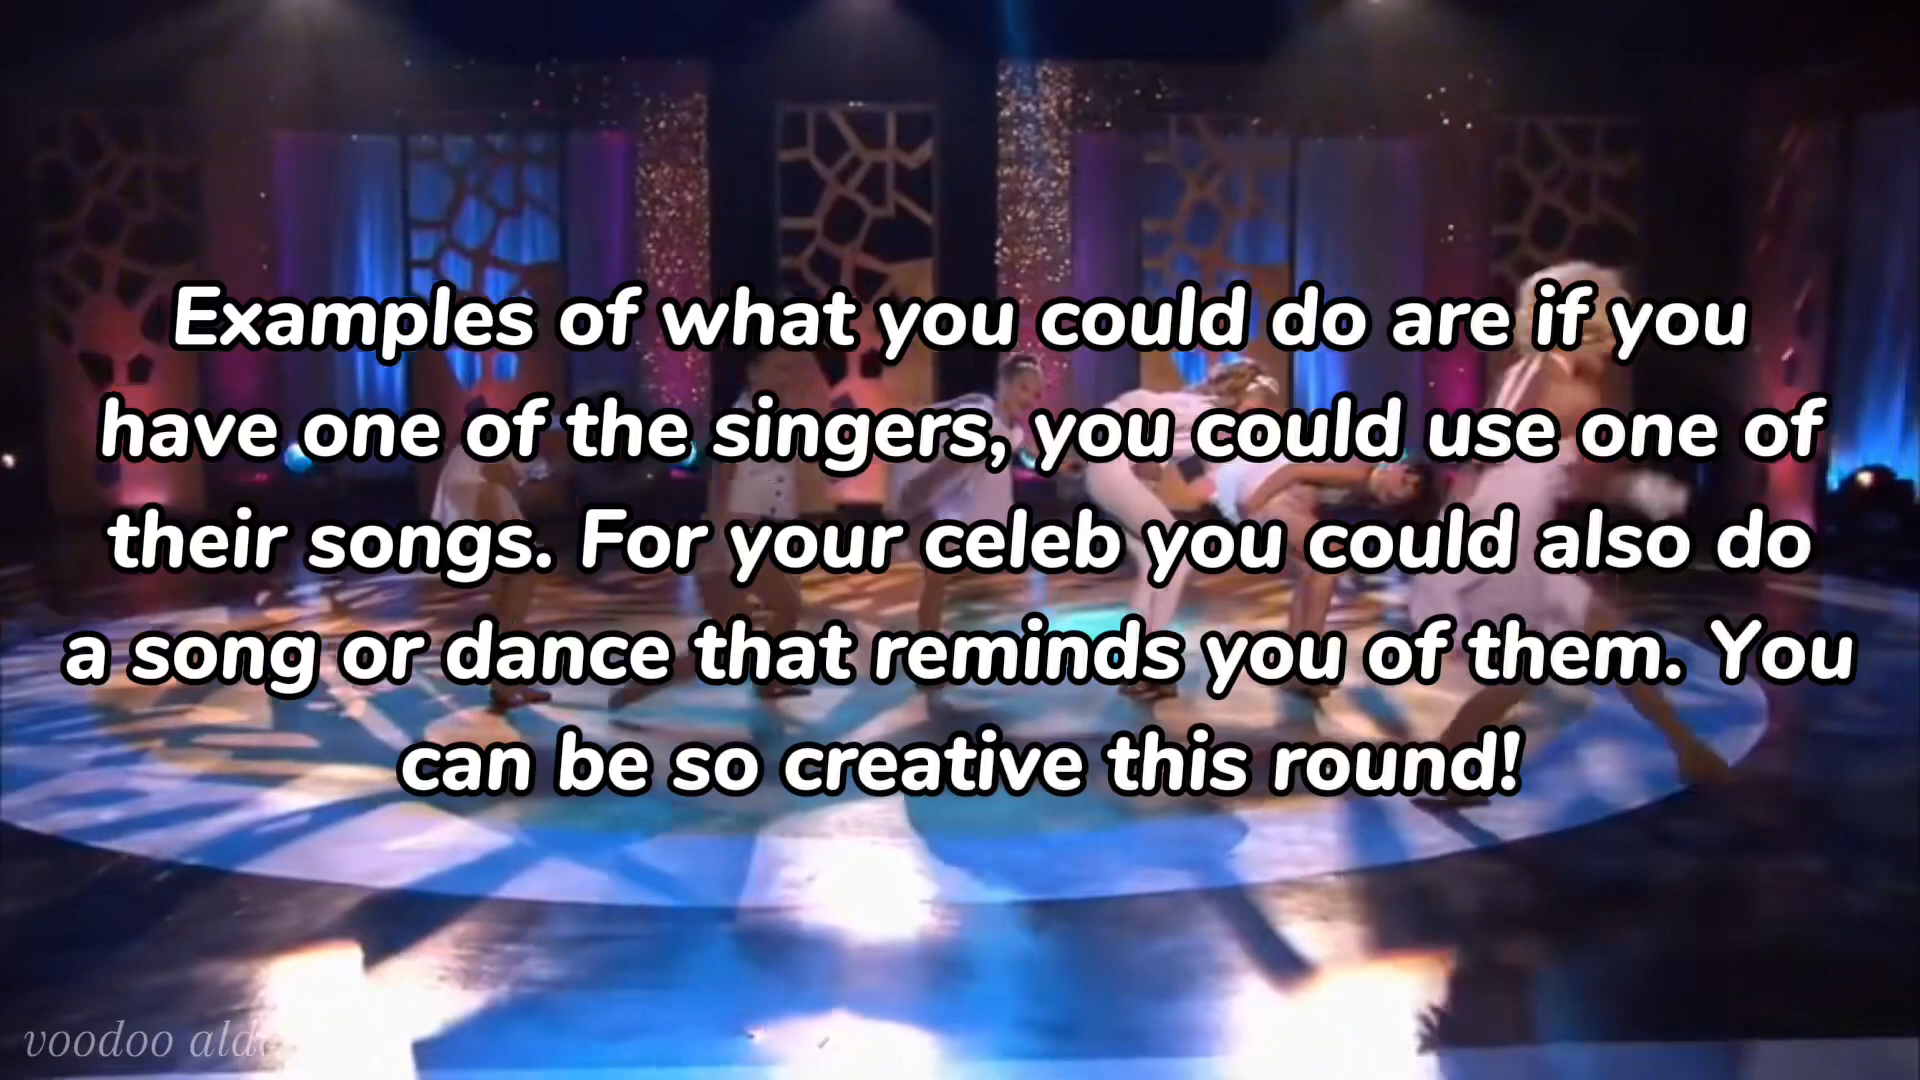 Examples of what you could do are if you
have one of the singers, you could use one of
their songs. For your celeb you could also do
a song or dance that reminds you of them. You
can be so creative this round!
voodoo